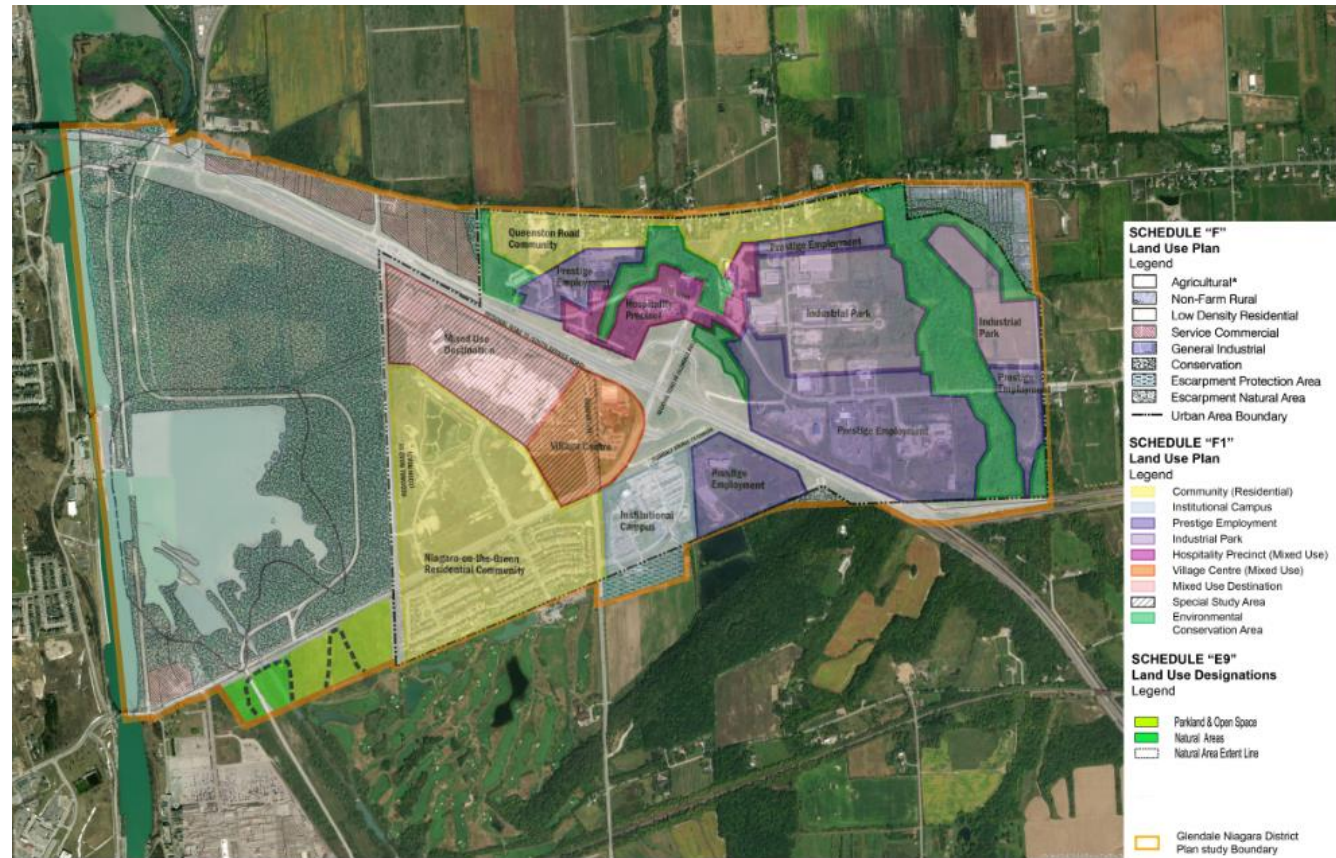 Queenston Road
Community
Prestige Employment
Prestige
Employment
Hospitality
Precinct
Industrial Park
Industrial
Park
Mixed Use
Destination
Prestige
Employment
Village Centre
Prestige Employment
Prestige
Employment
Institutional
Campus
Niagara-on-the-Green
Residential Community
SCHEDULE "F"
Land Use Plan
Legend
Agricultural*
Non-Farm Rural
Low Density Residential
Service Commercial
General Industrial
Conservation
Escarpment Protection Area
Escarpment Natural Area
Urban Area Boundary
SCHEDULE "F1"
Land Use Plan
Legend
Community (Residential)
Institutional Campus
Prestige Employment
Industrial Park
Hospitality Precinct (Mixed Use)
Village Centre (Mixed Use)
Mixed Use Destination
Special Study Area
Environmental
Conservation Area
SCHEDULE "E9"
Land Use Designations
Legend
Parkland & Open Space
Natural Areas
Natural Area Extent Line
Glendale Niagara District
Plan study Boundary